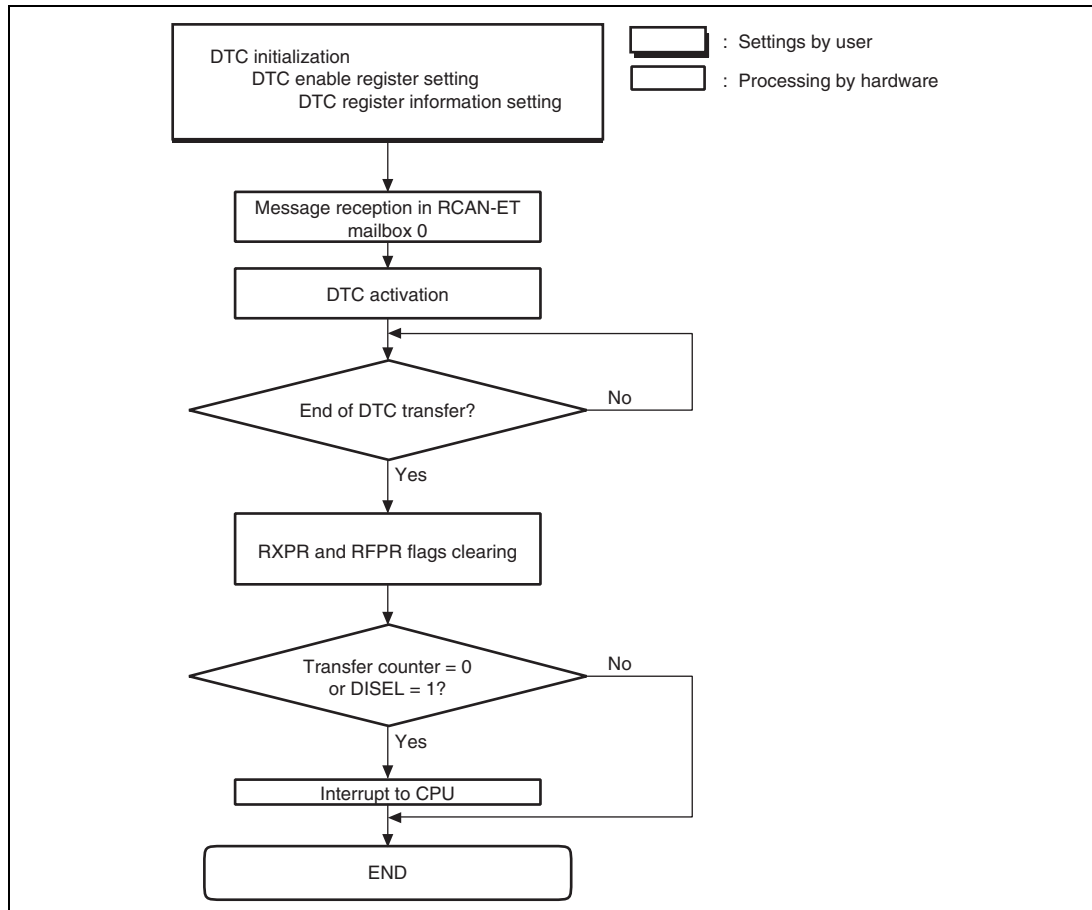 DTC initialization
DTC enable register setting
DTC register information setting
: Settings by user
: Processing by hardware
Message reception in RCAN-ET
mailbox 0
DTC activation
End of DTC transfer?
No
Yes
RXPR and RFPR flags clearing
Transfer counter = 0
or DISEL = 1?
No
Yes
Interrupt to CPU
END